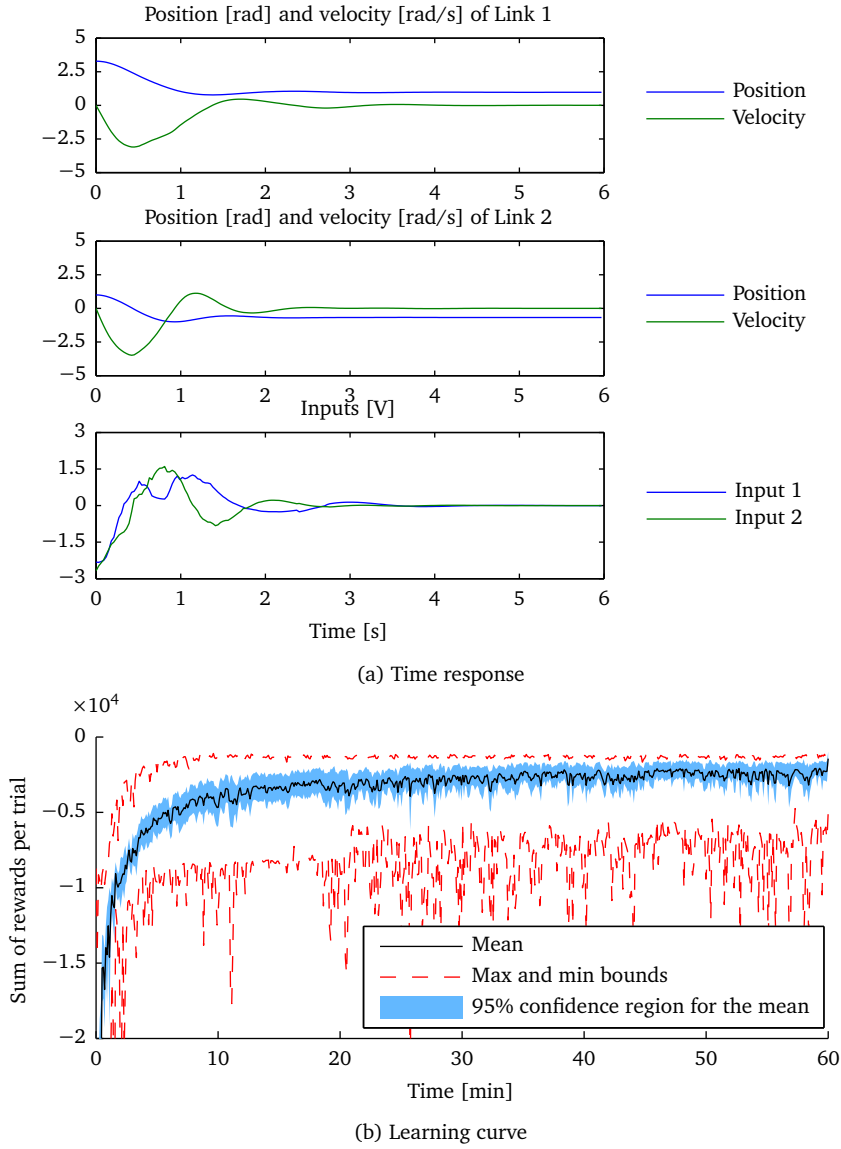 Position [rad] and velocity [rad/s] of Link 1
5
2.5
0
−2.5
−5
0 1 2 3 4 5 6
Position
Velocity
Position [rad] and velocity [rad/s] of Link 2
5
2.5
0
−2.5
−5
0 1 2 3 4 5 6
Position
Velocity
Inputs [V]
3
1.5
0
−1.5
−3
0 1 2 3 4 5 6
Time [s]
Input 1
Input 2
(a) Time response
×10^4
Sum of rewards per trial
0
−0.5
−1
−1.5
−2
0 10 20 30 40 50 60
Time [min]
Mean
Max and min bounds
95% confidence region for the mean
(b) Learning curve